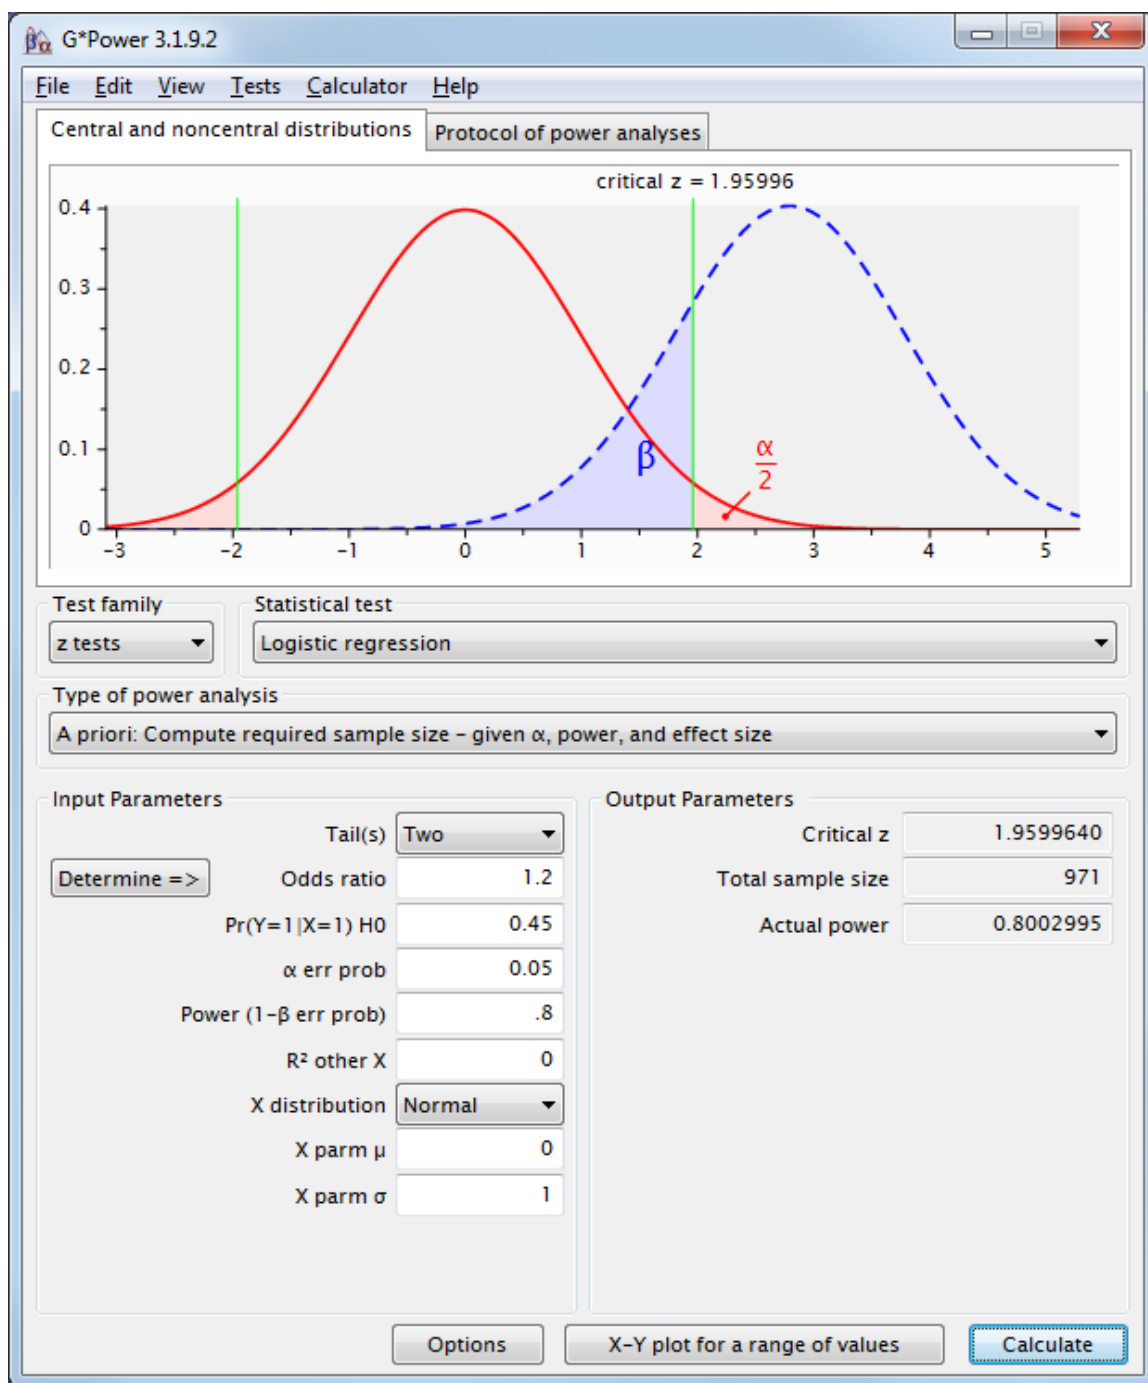 G*Power 3.1.9.2
File Edit View Tests Calculator Help
Central and noncentral distributions Protocol of power analyses
critical z = 1.95996
0.4
0.3
0.2
0.1
0
β
α
2
-3 -2 -1 0 1 2 3 4 5
Test family Statistical test
z tests Logistic regression
Type of power analysis
A priori: Compute required sample size – given α, power, and effect size
Input Parameters Output Parameters
Tail(s) Two Critical z 1.9599640
Determine => Odds ratio 1.2 Total sample size 971
Pr(Y=1|X=1) H0 0.45 Actual power 0.8002995
α err prob 0.05
Power (1-β err prob) .8
R² other X 0
X distribution Normal
X parm μ 0
X parm σ 1
Options X-Y plot for a range of values Calculate